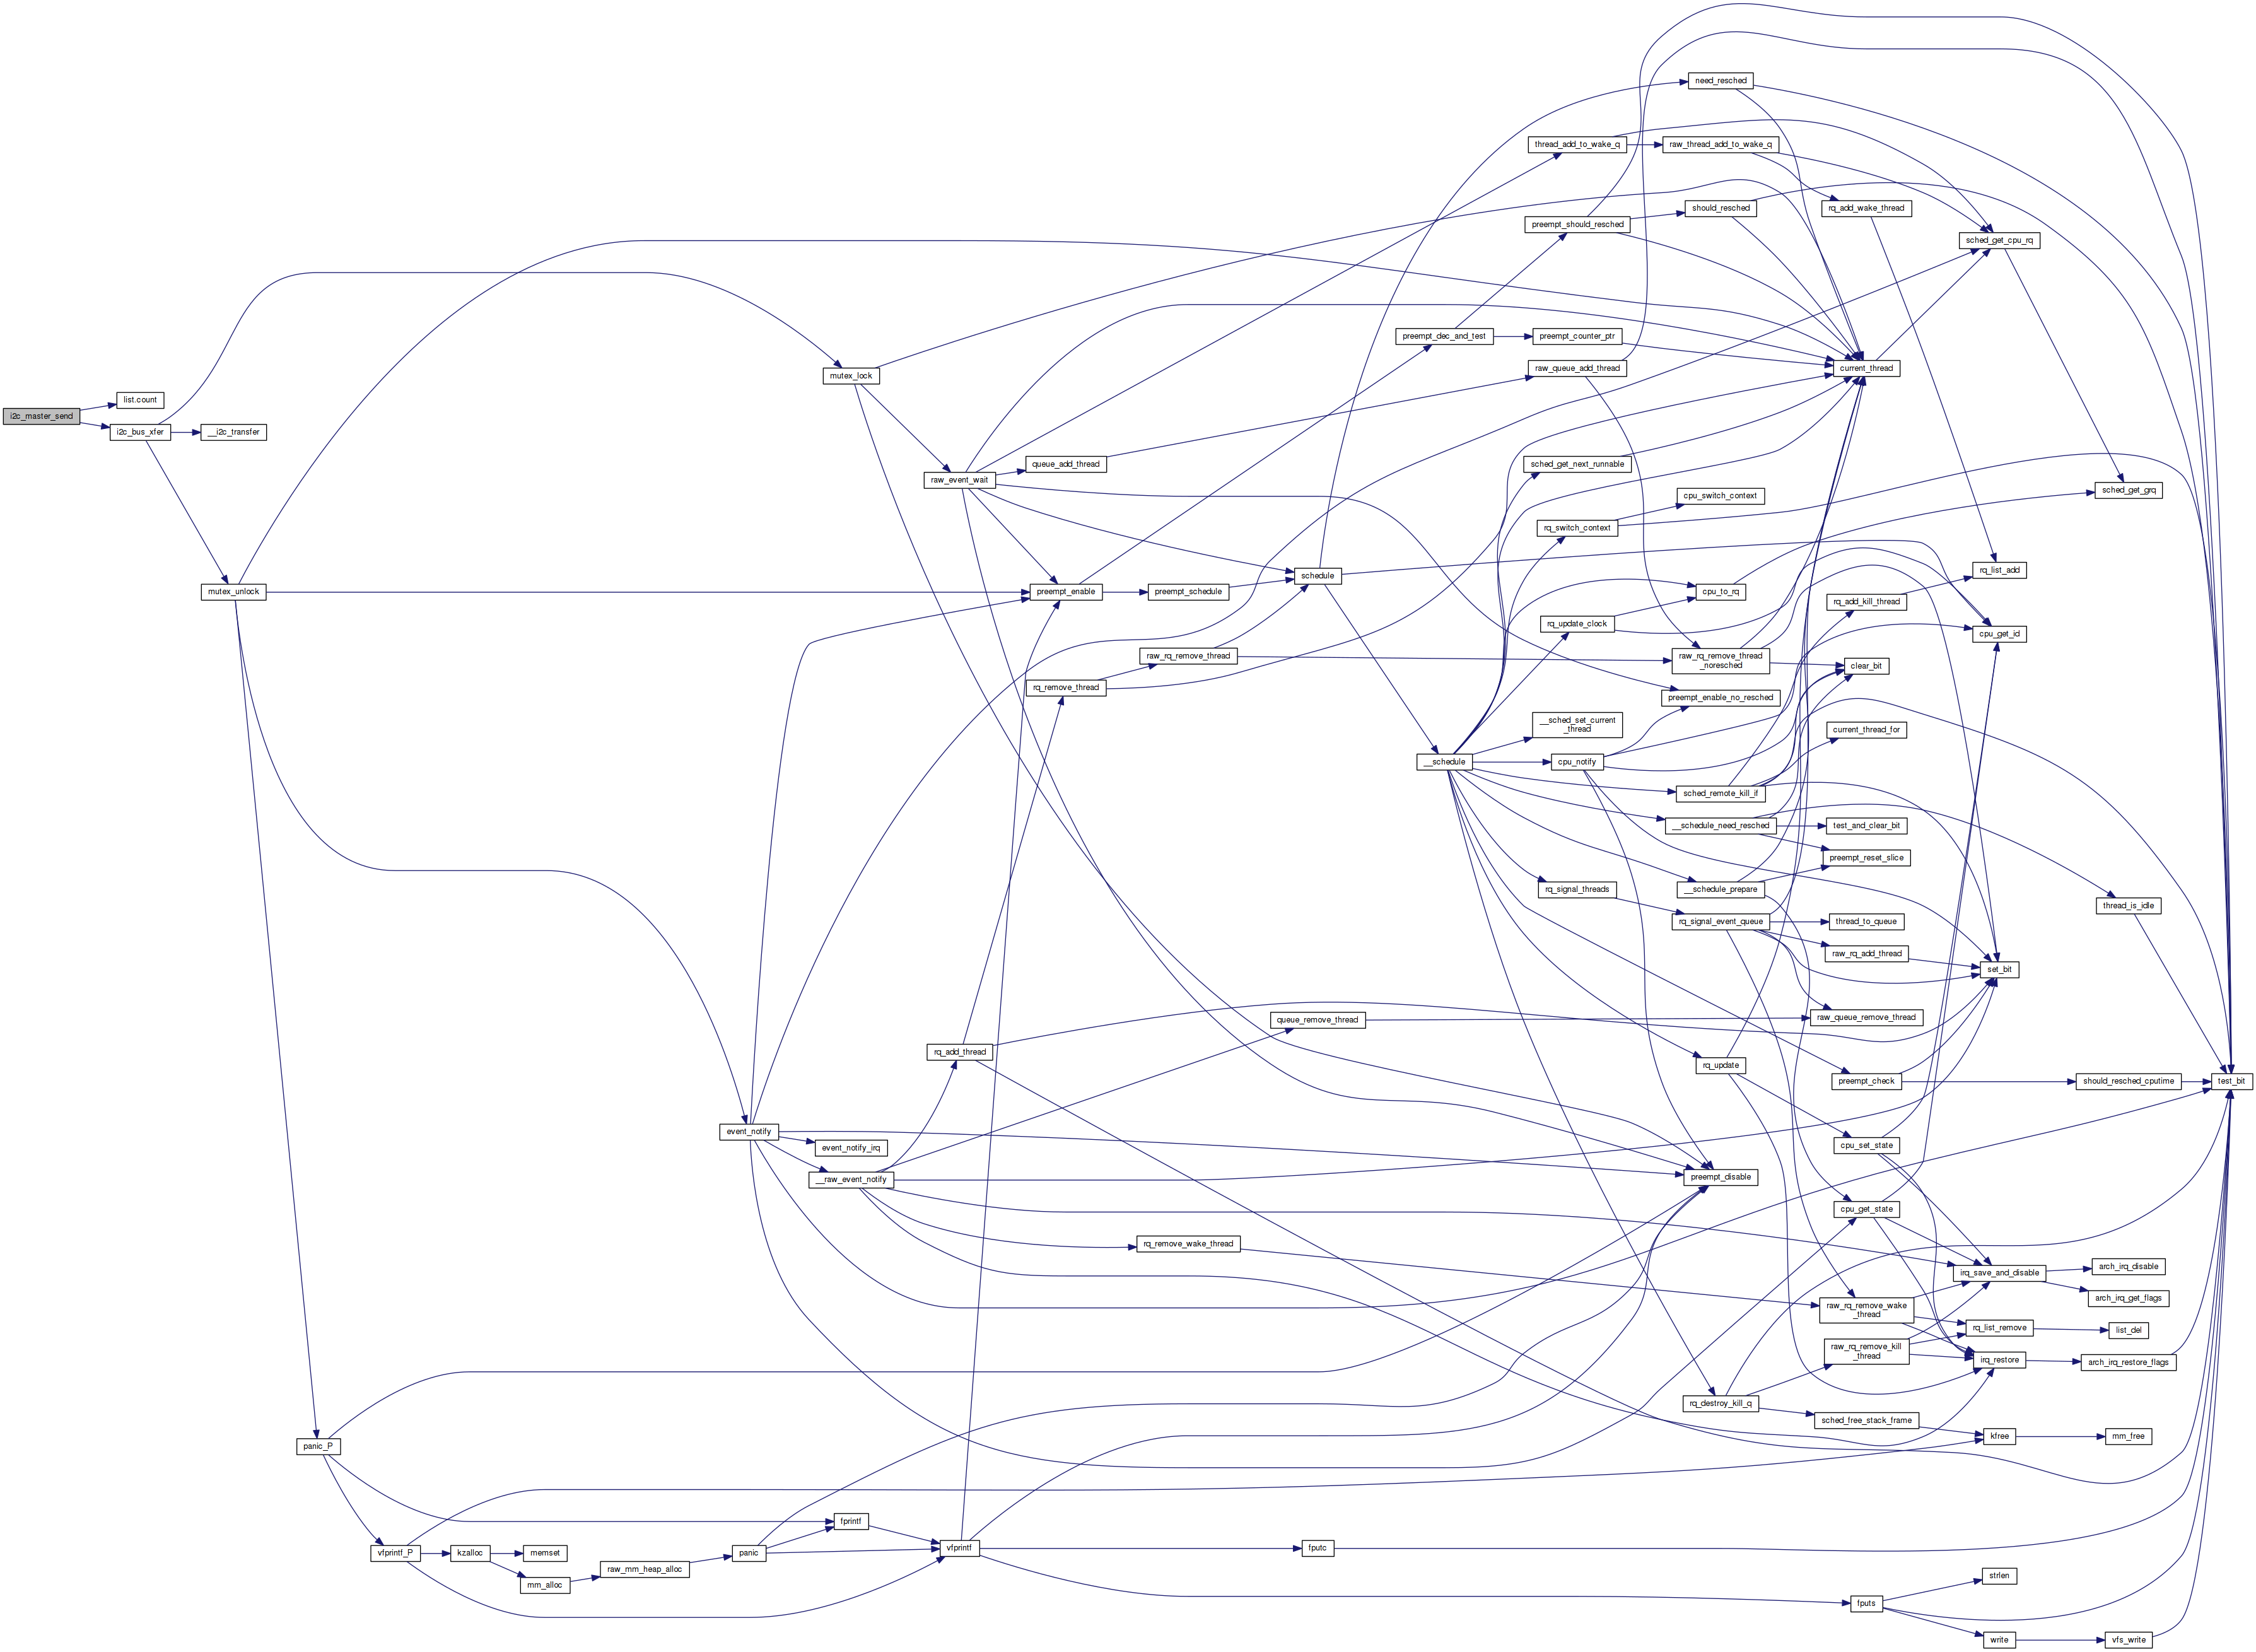 i2c_master_send
list.count
i2c_bus_xfer
__i2c_transfer
mutex_unlock
panic_P
vfprintf_P
kzalloc
memset
mm_alloc
raw_mm_heap_alloc
event_notify
panic
mutex_lock
event_notify_irq
__raw_event_notify
fprintf
raw_event_wait
rq_add_thread
vfprintf
queue_add_thread
preempt_enable
rq_remove_thread
preempt_schedule
raw_rq_remove_thread
rq_remove_wake_thread
queue_remove_thread
schedule
fputc
preempt_dec_and_test
__schedule
thread_add_to_wake_q
preempt_should_resched
preempt_counter_ptr
raw_queue_add_thread
sched_get_next_runnable
rq_switch_context
rq_update_clock
__sched_set_current
_thread
cpu_notify
rq_signal_threads
need_resched
raw_thread_add_to_wake_q
should_resched
cpu_switch_context
cpu_to_rq
raw_rq_remove_thread
_noresched
preempt_enable_no_resched
sched_remote_kill_if
__schedule_need_resched
__schedule_prepare
rq_signal_event_queue
rq_update
preempt_disable
rq_destroy_kill_q
rq_add_wake_thread
current_thread
rq_add_kill_thread
clear_bit
current_thread_for
test_and_clear_bit
preempt_reset_slice
thread_to_queue
raw_rq_add_thread
raw_queue_remove_thread
preempt_check
cpu_set_state
cpu_get_state
raw_rq_remove_wake
_thread
raw_rq_remove_kill
_thread
sched_free_stack_frame
fputs
sched_get_cpu_rq
rq_list_add
cpu_get_id
set_bit
irq_save_and_disable
rq_list_remove
irq_restore
kfree
strlen
write
sched_get_grq
thread_is_idle
should_resched_cputime
arch_irq_disable
arch_irq_get_flags
list_del
arch_irq_restore_flags
mm_free
vfs_write
test_bit